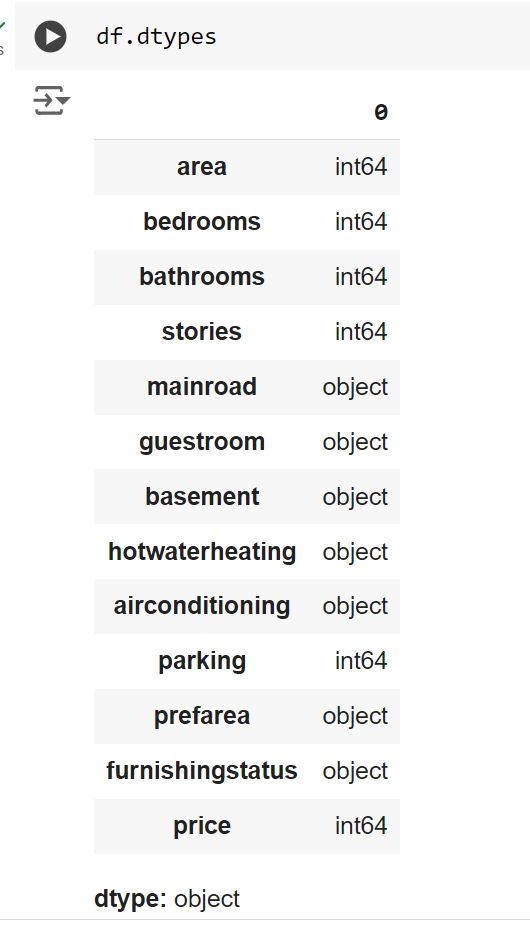 df.dtypes
0
area int64
bedrooms int64
bathrooms int64
stories int64
mainroad object
guestroom object
basement object
hotwaterheating object
airconditioning object
parking int64
prefarea object
furnishingstatus object
price int64
dtype: object